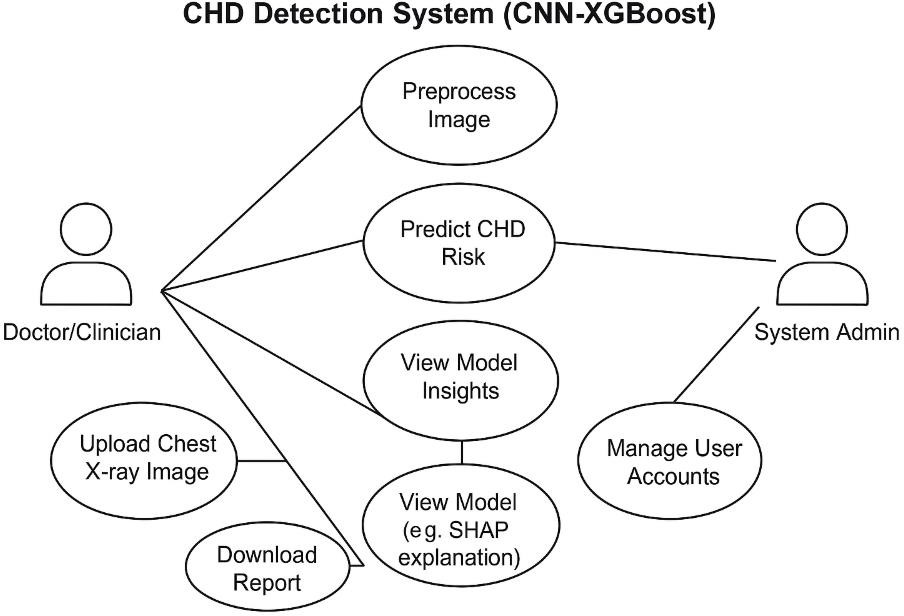 CHD Detection System (CNN-XGBoost)
Preprocess
Image
Predict CHD
Risk
Doctor/Clinician
System Admin
View Model
Insights
Upload Chest
X-ray Image
Manage User
Accounts
View Model
(eg. SHAP
explanation)
Download
Report